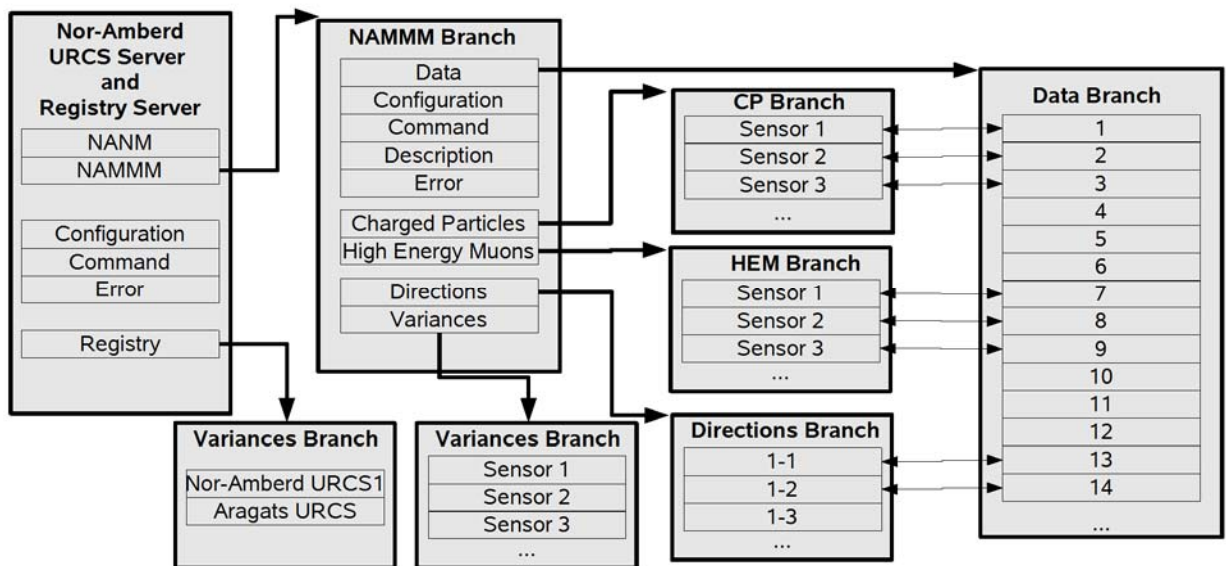 Nor-Amberd
URCS Server
and
Registry Server
NANM
NAMMM
Configuration
Command
Error
Registry
NAMMM Branch
Data
Configuration
Command
Description
Error
Charged Particles
High Energy Muons
Directions
Variances
CP Branch
Sensor 1
Sensor 2
Sensor 3
...
HEM Branch
Sensor 1
Sensor 2
Sensor 3
...
Data Branch
1
2
3
4
5
6
7
8
9
10
11
12
13
14
...
Variances Branch
Nor-Amberd URCS1
Aragats URCS
Variances Branch
Sensor 1
Sensor 2
Sensor 3
...
Directions Branch
1-1
1-2
1-3
...